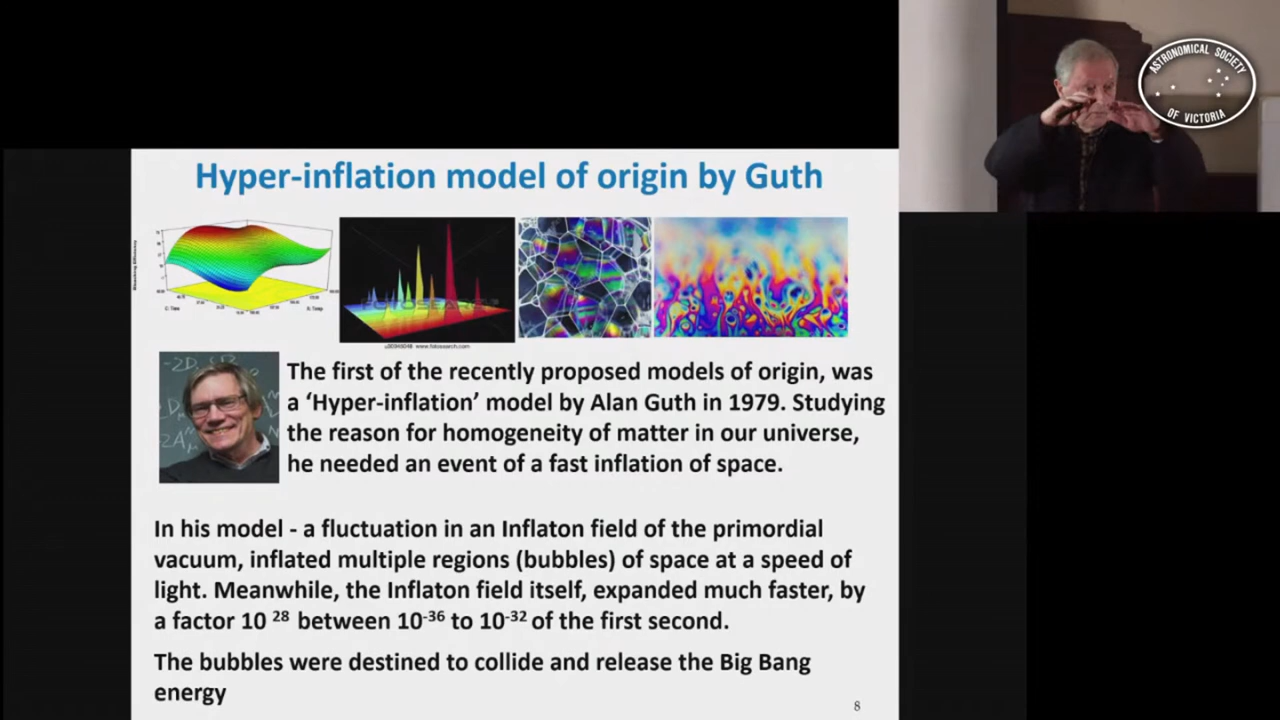 ASTRONOMICAL SOCIETY
OF VICTORIA
Hyper-inflation model of origin by Guth
www.fotosearch.com
The first of the recently proposed models of origin, was
a ‘Hyper-inflation’ model by Alan Guth in 1979. Studying
the reason for homogeneity of matter in our universe,
he needed an event of a fast inflation of space.
In his model - a fluctuation in an Inflaton field of the primordial
vacuum, inflated multiple regions (bubbles) of space at a speed of
light. Meanwhile, the Inflaton field itself, expanded much faster, by
a factor 10 28 between 10-36 to 10-32 of the first second.
The bubbles were destined to collide and release the Big Bang
energy
8